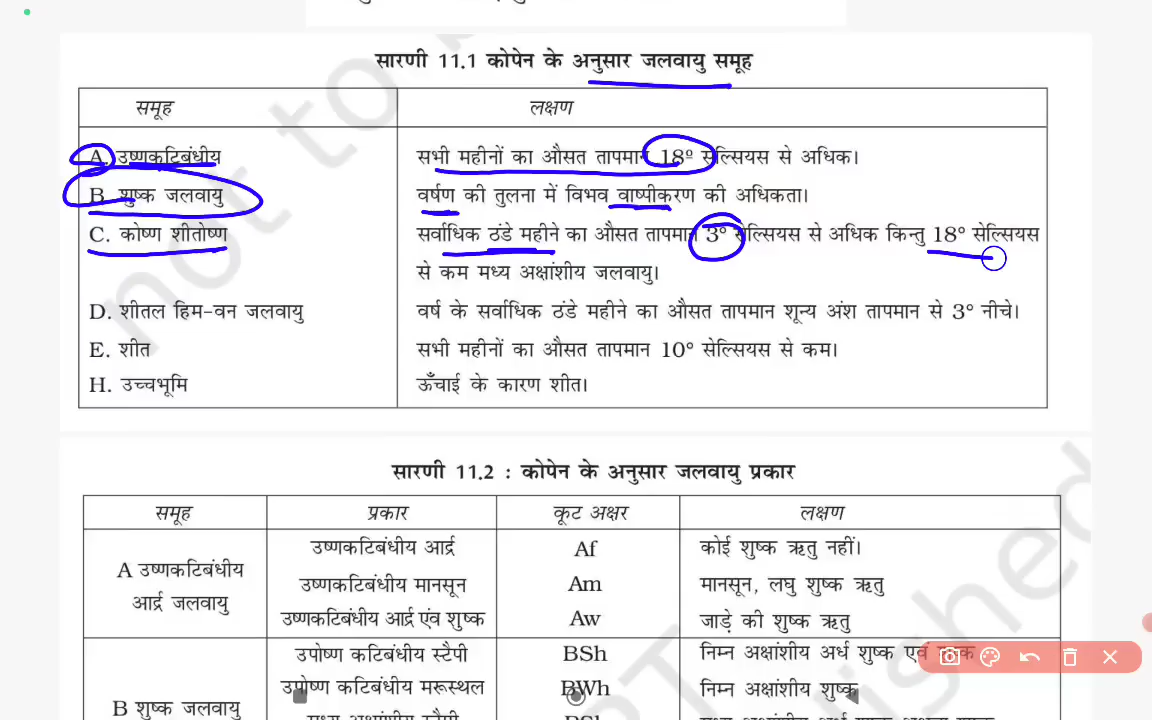 सारणी 11.1 कोपेन के अनुसार जलवायु समूह
समूह लक्षण
A. उष्णकटिबंधीय सभी महीनों का औसत तापमान 18° सेल्सियस से अधिक।
B. शुष्क जलवायु वर्षण की तुलना में विभव वाष्पीकरण की अधिकता।
C. कोष्ण शीतोष्ण सर्वाधिक ठंडे महीने का औसत तापमान 3° सेल्सियस से अधिक किन्तु 18° सेल्सियस
से कम मध्य अक्षांशीय जलवायु।
D. शीतल हिम-वन जलवायु वर्ष के सर्वाधिक ठंडे महीने का औसत तापमान शून्य अंश तापमान से 3° नीचे।
E. शीत सभी महीनों का औसत तापमान 10° सेल्सियस से कम।
H. उच्चभूमि ऊँचाई के कारण शीत।
सारणी 11.2 : कोपेन के अनुसार जलवायु प्रकार
समूह प्रकार कूट अक्षर लक्षण
A उष्णकटिबंधीय
आर्द्र जलवायु
उष्णकटिबंधीय आर्द्र Af कोई शुष्क ऋतु नहीं।
उष्णकटिबंधीय मानसून Am मानसून, लघु शुष्क ऋतु
उष्णकटिबंधीय आर्द्र एंव शुष्क Aw जाड़े की शुष्क ऋतु
B शुष्क जलवायु
उपोष्ण कटिबंधीय स्टैपी BSh निम्न अक्षांशीय अर्ध शुष्क एवं शुष्क
उपोष्ण कटिबंधीय मरूस्थल BWh निम्न अक्षांशीय शुष्क
not to